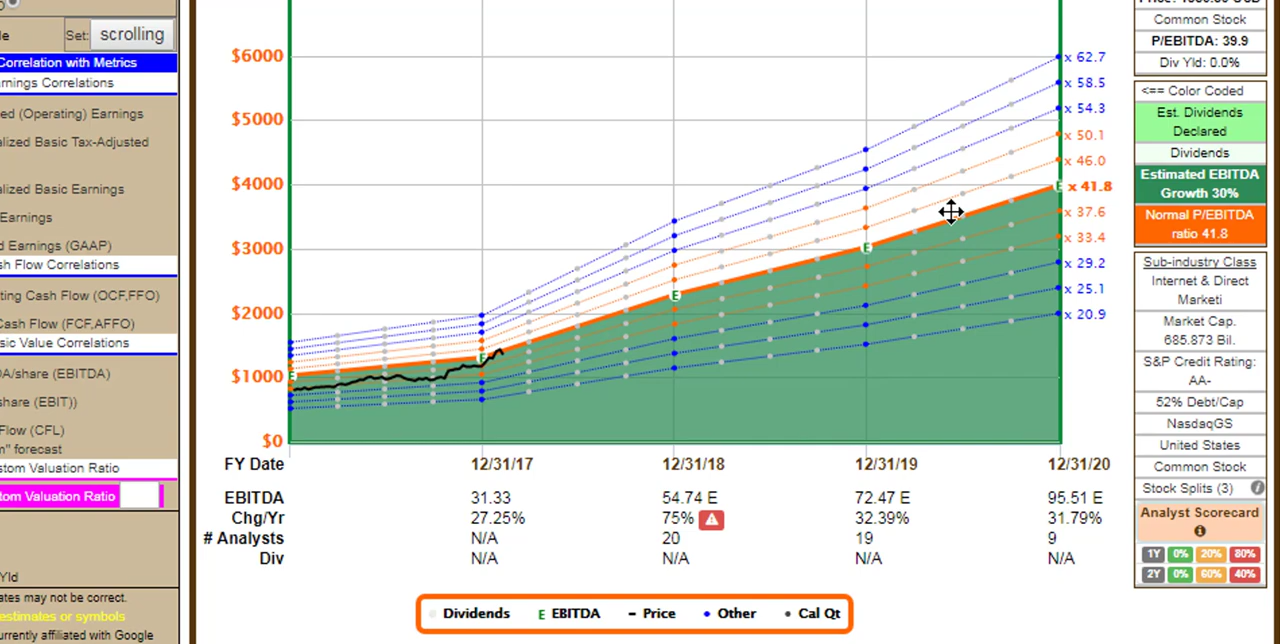 Set: scrolling
Correlation with Metrics
rnings Correlations
ed (Operating) Earnings
alized Basic Tax-Adjusted
alized Basic Earnings
Earnings
d Earnings (GAAP)
sh Flow Correlations
ting Cash Flow (OCF,FFO)
Cash Flow (FCF,AFFO)
sic Value Correlations
DA/share (EBITDA)
share (EBIT))
Flow (CFL)
m" forecast
stom Valuation Ratio
tom Valuation Ratio
Yld
ates may not be correct.
estimates or symbols
urrently affiliated with Google
$6000
$5000
$4000
$3000
$2000
$1000
$0
x 62.7
x 58.5
x 54.3
x 50.1
x 46.0
x 41.8
x 37.6
x 33.4
x 29.2
x 25.1
x 20.9
E E E E E
FY Date 12/31/17 12/31/18 12/31/19 12/31/20
EBITDA 31.33 54.74 E 72.47 E 95.51 E
Chg/Yr 27.25% 75% 32.39% 31.79%
# Analysts N/A 20 19 9
Div N/A N/A N/A N/A
Dividends E EBITDA Price Other Cal Qt
Common Stock
P/EBITDA: 39.9
Div Yld: 0.0%
<== Color Coded
Est. Dividends
Declared
Dividends
Estimated EBITDA
Growth 30%
Normal P/EBITDA
ratio 41.8
Sub-industry Class
Internet & Direct
Marketi
Market Cap.
685.873 Bil.
S&P Credit Rating:
AA-
52% Debt/Cap
NasdaqGS
United States
Common Stock
Stock Splits (3) i
Analyst Scorecard
i
1Y 0% 20% 80%
2Y 0% 60% 40%